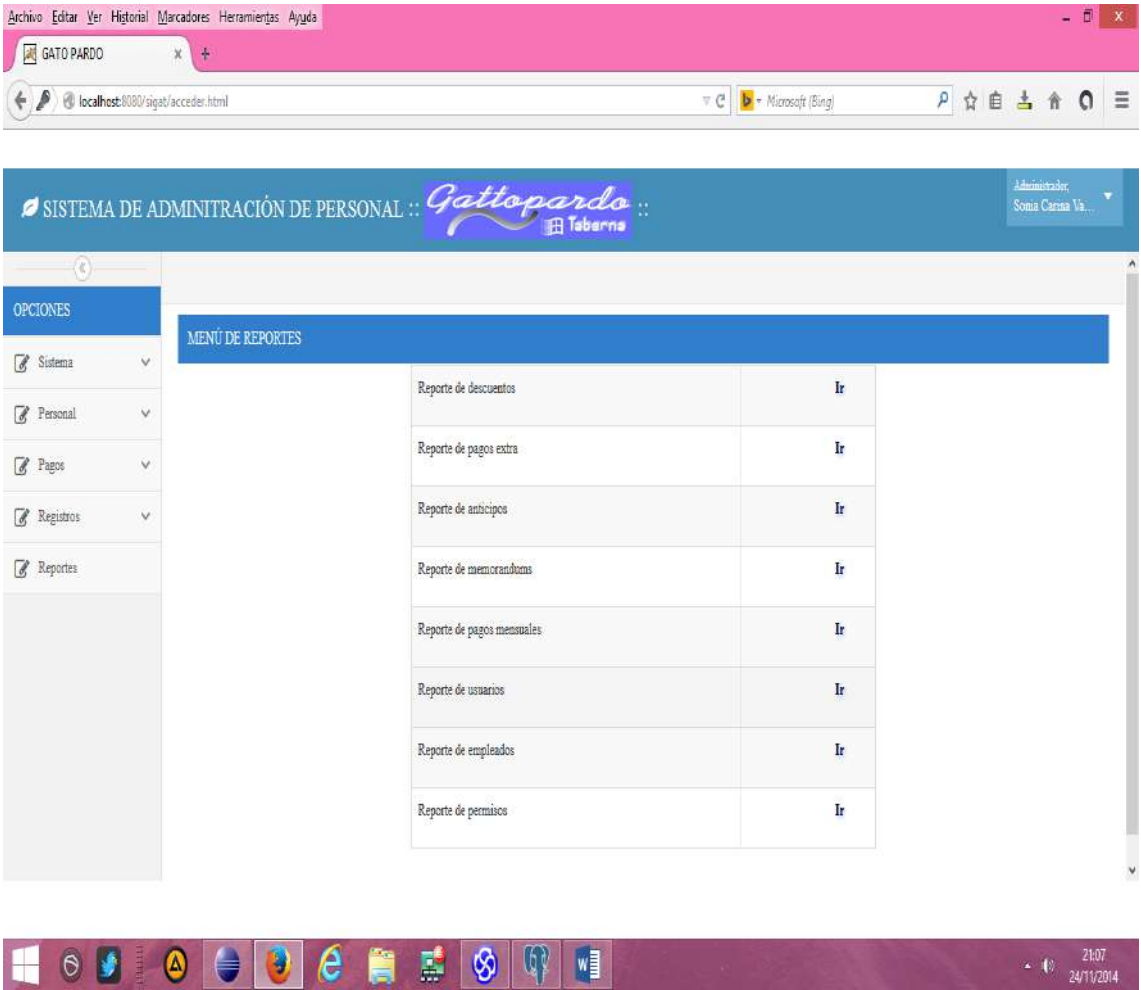 Archivo Editar Ver Historial Marcadores Herramientas Ayuda
GATO PARDO
localhost:8080/sigat/acceder.html
Microsoft (Bing)
SISTEMA DE ADMINITRACIÓN DE PERSONAL :: Gattopardo Taberna ::
Administrador,
Sonia Carina Va...
OPCIONES
Sistema
Personal
Pagos
Registros
Reportes
MENÚ DE REPORTES
Reporte de descuentos Ir
Reporte de pagos extra Ir
Reporte de anticipos Ir
Reporte de memorandums Ir
Reporte de pagos mensuales Ir
Reporte de usuarios Ir
Reporte de empleados Ir
Reporte de permisos Ir
21:07
24/11/2014